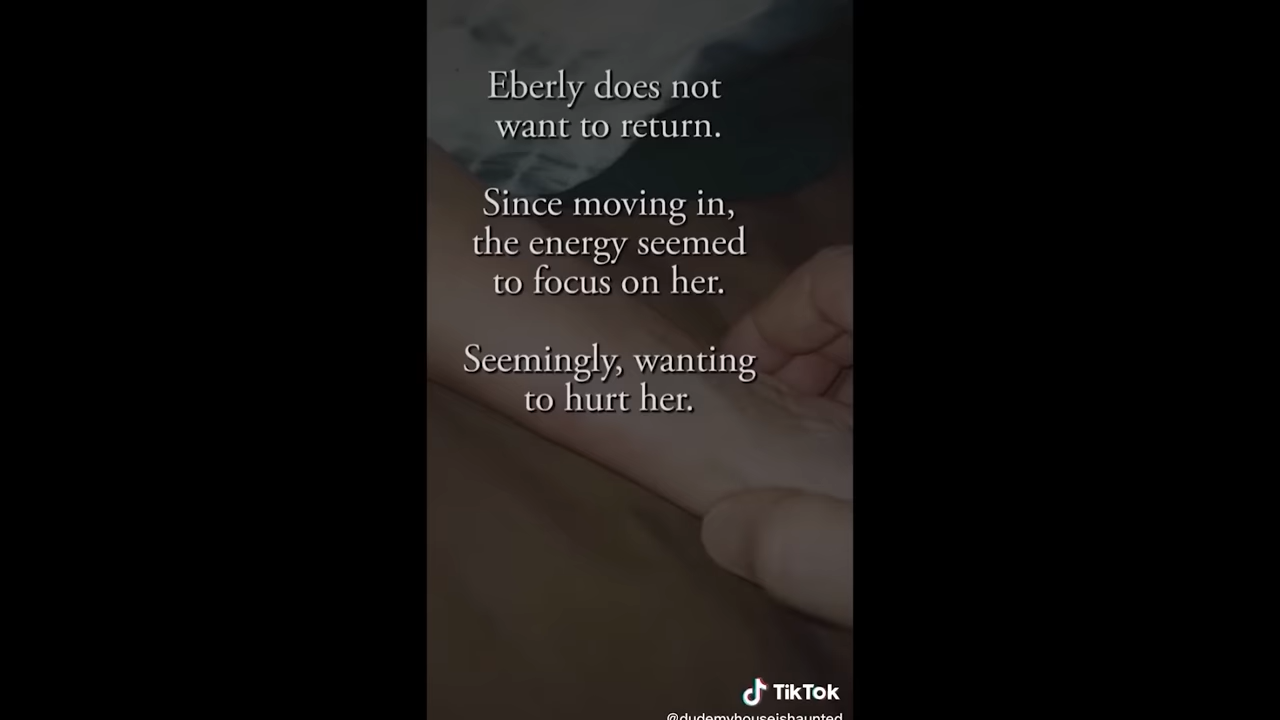 Eberly does not
want to return.
Since moving in,
the energy seemed
to focus on her.
Seemingly, wanting
to hurt her.
TikTok
@dudemyhouseishaunted